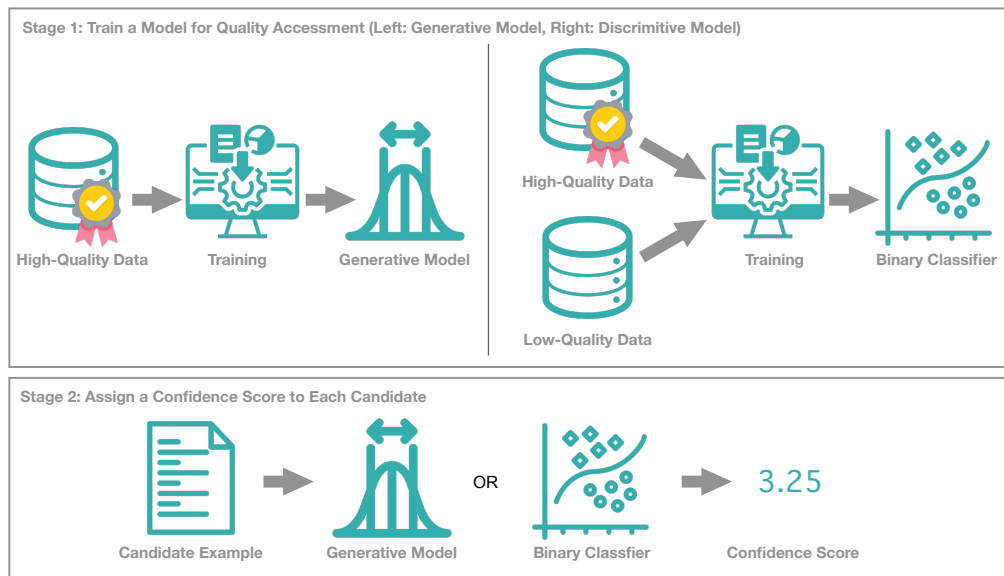 Stage 1: Train a Model for Quality Accessment (Left: Generative Model, Right: Discrimitive Model)
High-Quality Data
Training
Generative Model
High-Quality Data
Low-Quality Data
Training
Binary Classifier
Stage 2: Assign a Confidence Score to Each Candidate
OR
3.25
Candidate Example
Generative Model
Binary Classfier
Confidence Score